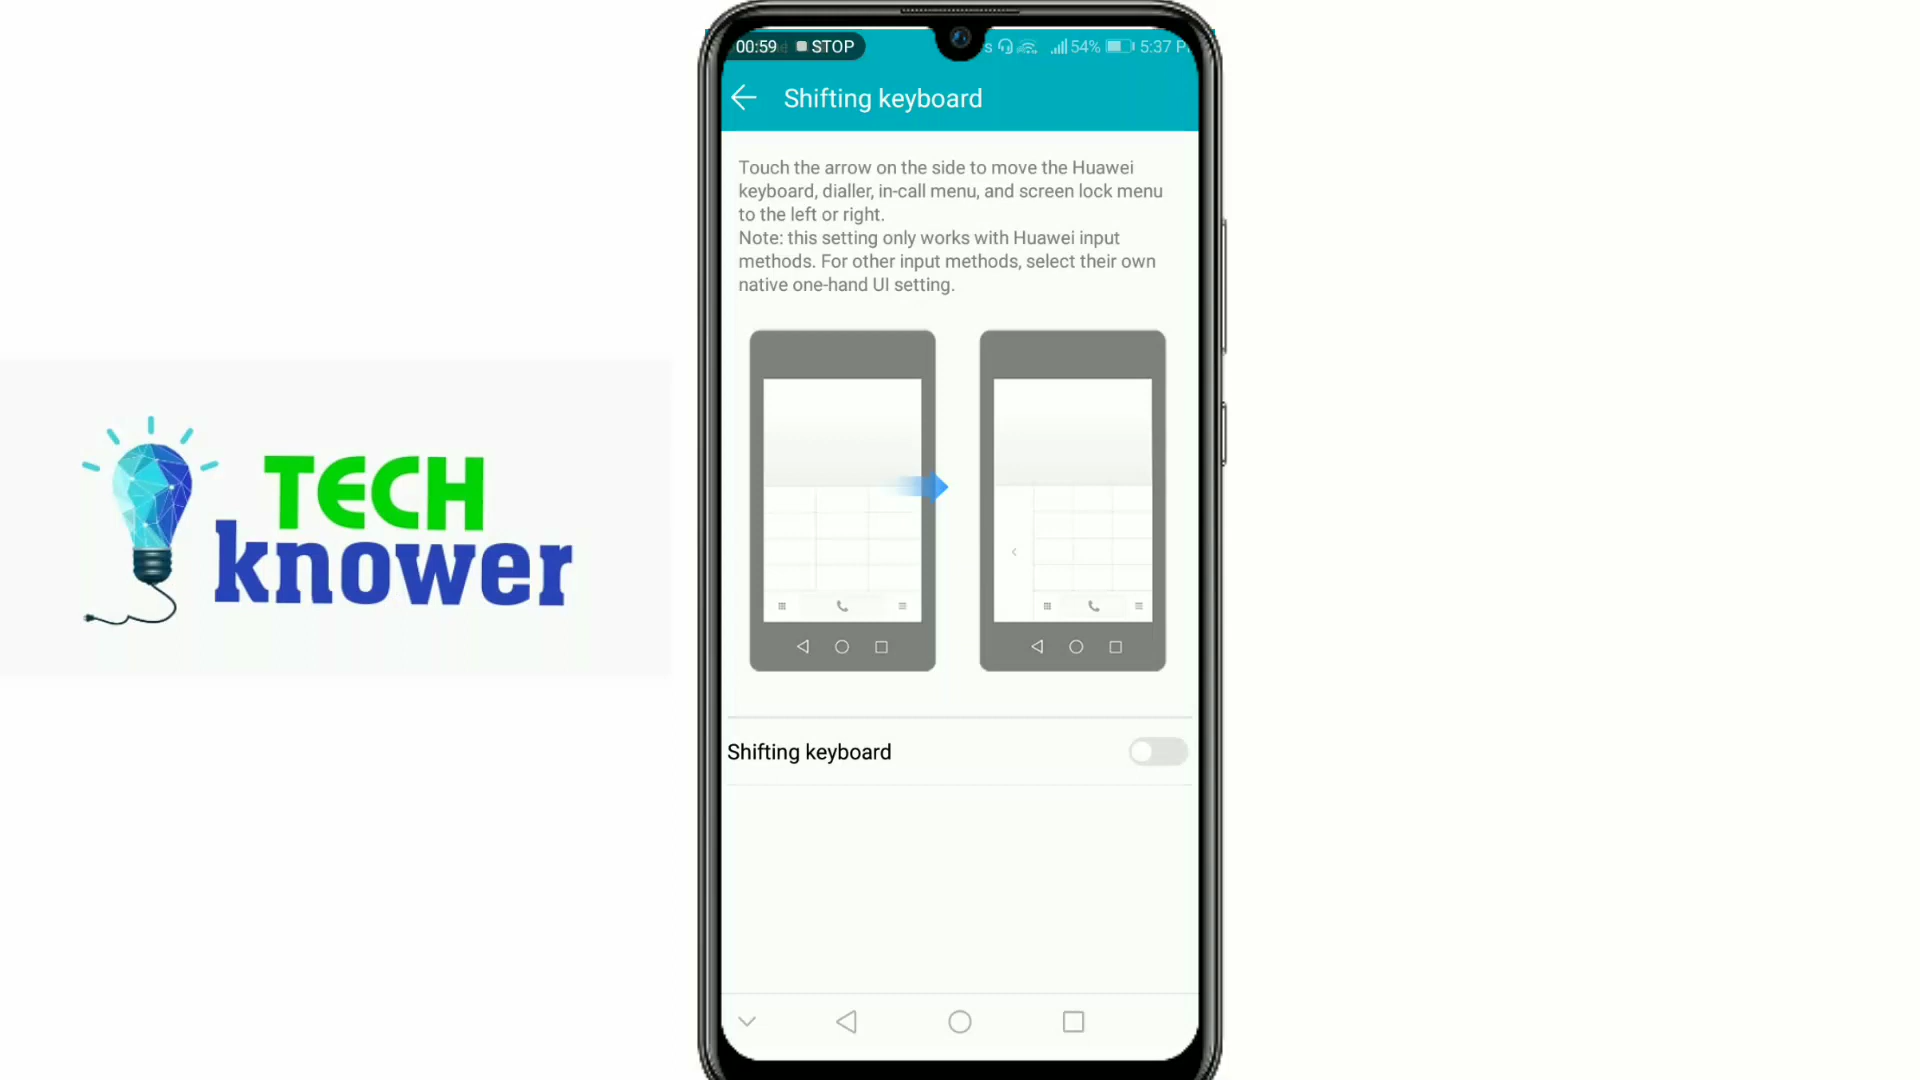 00:59 STOP
54% 5:37 P
Shifting keyboard
Touch the arrow on the side to move the Huawei
keyboard, dialler, in-call menu, and screen lock menu
to the left or right.
Note: this setting only works with Huawei input
methods. For other input methods, select their own
native one-hand UI setting.
TECH
knower
Shifting keyboard